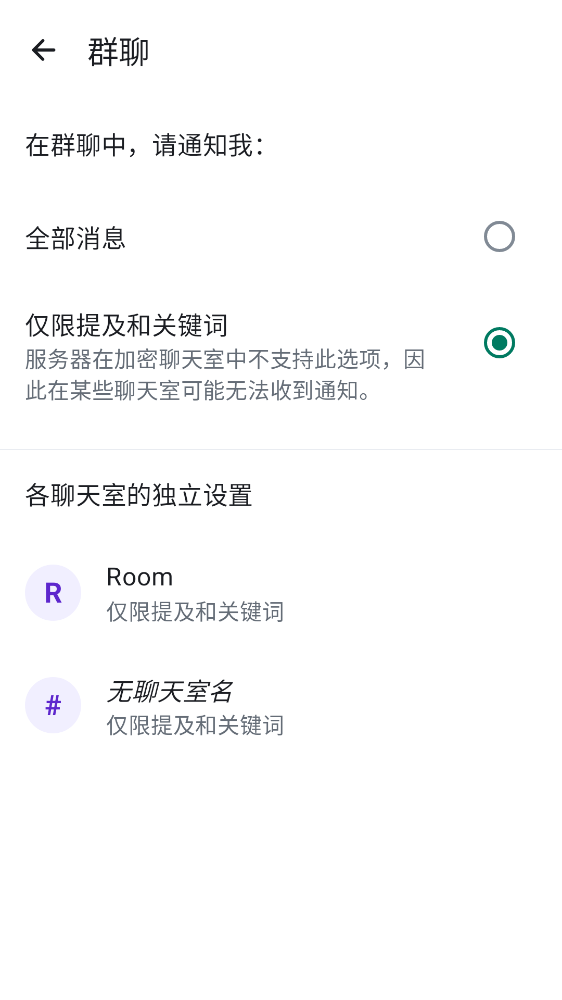 群聊
在群聊中，请通知我：
全部消息
仅限提及和关键词
服务器在加密聊天室中不支持此选项，因
此在某些聊天室可能无法收到通知。
各聊天室的独立设置
R
Room
仅限提及和关键词
#
无聊天室名
仅限提及和关键词